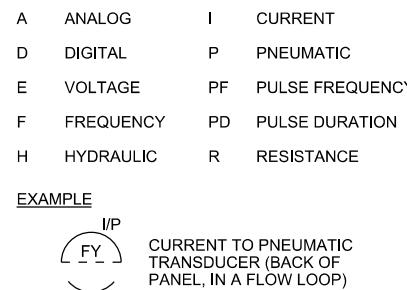 A ANALOG I CURRENT
D DIGITAL P PNEUMATIC
E VOLTAGE PF PULSE FREQUENCY
F FREQUENCY PD PULSE DURATION
H HYDRAULIC R RESISTANCE
EXAMPLE
I/P
FY CURRENT TO PNEUMATIC
TRANSDUCER (BACK OF
PANEL, IN A FLOW LOOP)